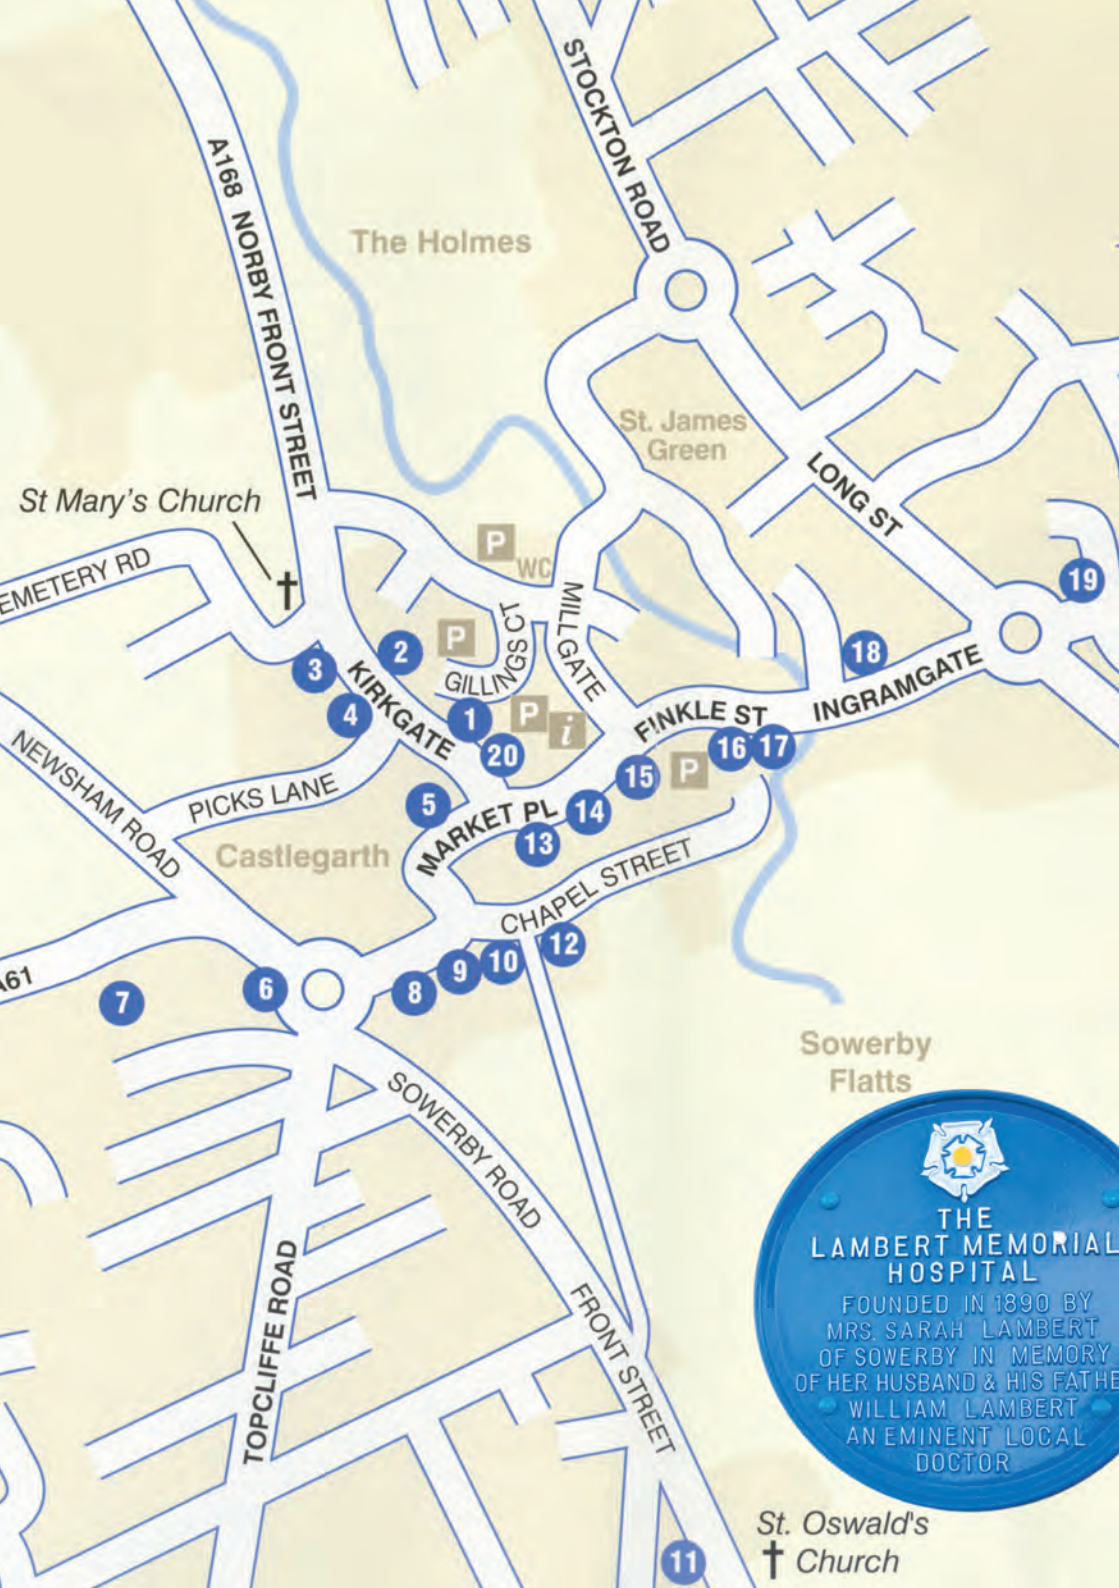 STOCKTON ROAD
A168 NORBY FRONT STREET
The Holmes
St. James
Green
LONG ST
St Mary's Church
EMETERY RD
P
WC
19
MILLGATE
P
GILLINGS CT
2
3
18
KIRKGATE
INGRAMGATE
4
1
P
i
FINKLE ST
20
16
17
NEWSHAM ROAD
15
P
PICKS LANE
5
MARKET PL
14
13
Castlegarth
CHAPEL STREET
12
A61
6
7
8
9
10
Sowerby
Flatts
SOWERBY ROAD
TOPCLIFFE ROAD
FRONT STREET
THE
LAMBERT MEMORIAL
HOSPITAL
FOUNDED IN 1890 BY
MRS. SARAH LAMBERT
OF SOWERBY IN MEMORY
OF HER HUSBAND & HIS FATHE
WILLIAM LAMBERT
AN EMINENT LOCAL
DOCTOR
St. Oswald's
Church
11